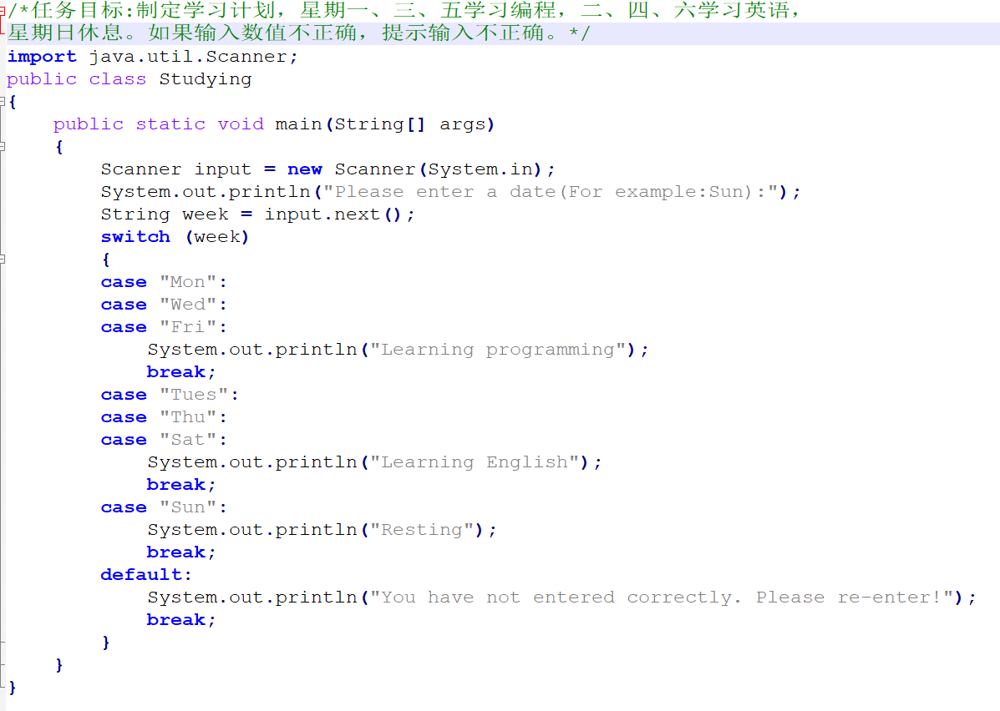 /*任务目标:制定学习计划，星期一、三、五学习编程，二、四、六学习英语，
星期日休息。如果输入数值不正确，提示输入不正确。*/
import java.util.Scanner;
public class Studying
{
    public static void main(String[] args)
    {
        Scanner input = new Scanner(System.in);
        System.out.println("Please enter a date(For example:Sun):");
        String week = input.next();
        switch (week)
        {
        case "Mon":
        case "Wed":
        case "Fri":
            System.out.println("Learning programming");
            break;
        case "Tues":
        case "Thu":
        case "Sat":
            System.out.println("Learning English");
            break;
        case "Sun":
            System.out.println("Resting");
            break;
        default:
            System.out.println("You have not entered correctly. Please re-enter!");
            break;
        }
    }
}